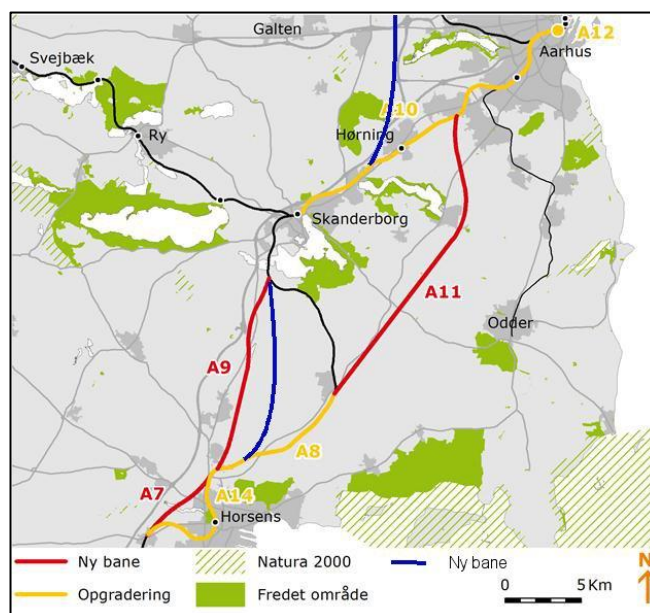 Galten
A12
Svejbæk
Aarhus
A10
Ry
Hørning
Skanderborg
A11
Odder
A9
A8
A7
A14
Horsens
Ny bane
Natura 2000
Ny bane
N
Opgradering
Fredet område
0
5 Km